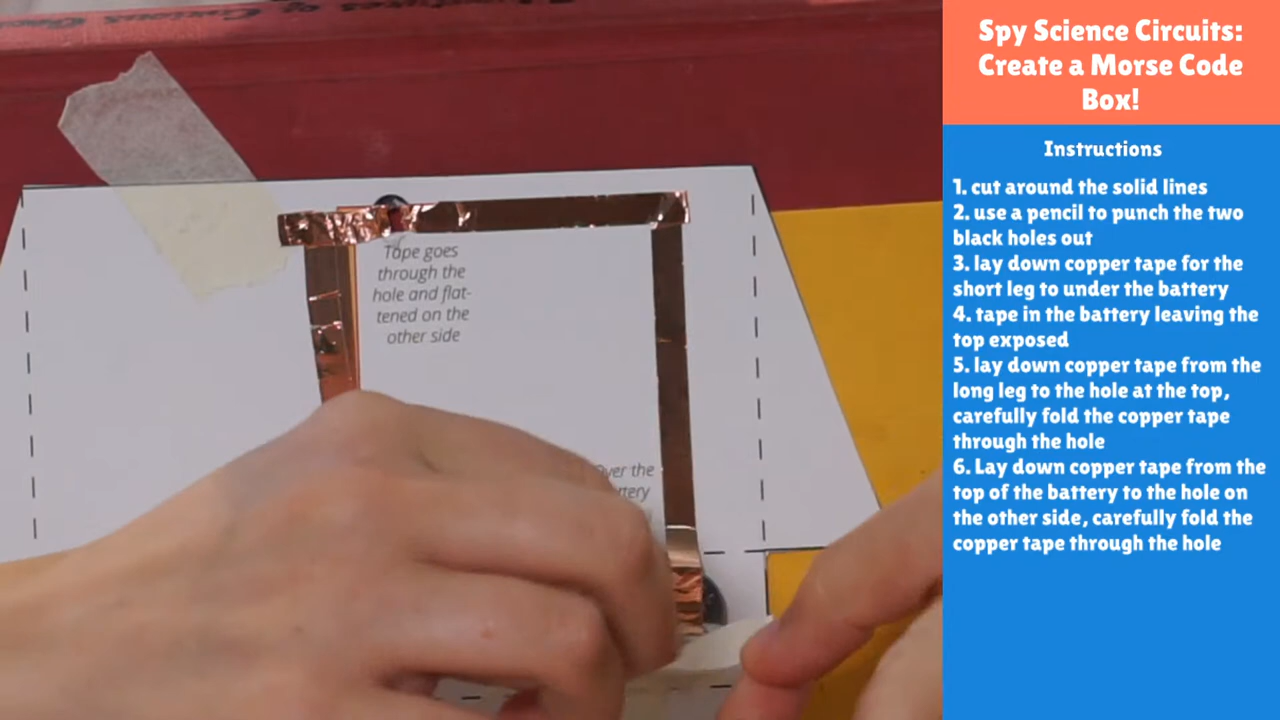 Adventures of Curious
Tape goes
through the
hole and flat-
tened on the
other side
over the
Spy Science Circuits:
Create a Morse Code
Box!
Instructions
1. cut around the solid lines
2. use a pencil to punch the two
black holes out
3. lay down copper tape for the
short leg to under the battery
4. tape in the battery leaving the
top exposed
5. lay down copper tape from the
long leg to the hole at the top,
carefully fold the copper tape
through the hole
6. Lay down copper tape from the
top of the battery to the hole on
the other side, carefully fold the
copper tape through the hole